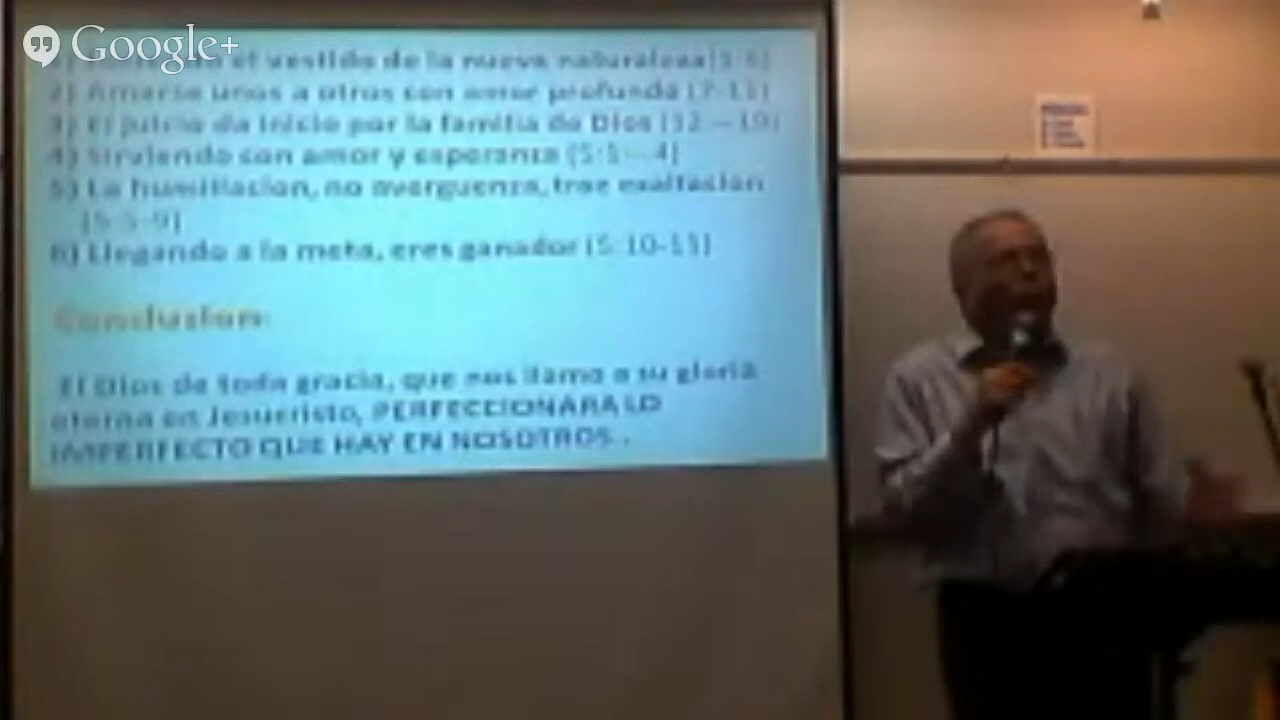 Google+
el vestido de la nueva naturaleza
2) Amarse unos a otros con amor profundo (7-11)
3) El juicio da inicio por la familia de Dios (12 – 19)
4) Sirviendo con amor y esperanza (5:1 – 4)
5) La humillacion, no averguenza, trae exaltacion
(5:5-9)
6) Llegando a la meta, eres ganador (5:10-11)
Conclusion:
El Dios de toda gracia, que nos llamo a su gloria
eterna en Jesucristo, PERFECCIONARA LO
IMPERFECTO QUE HAY EN NOSOTROS .